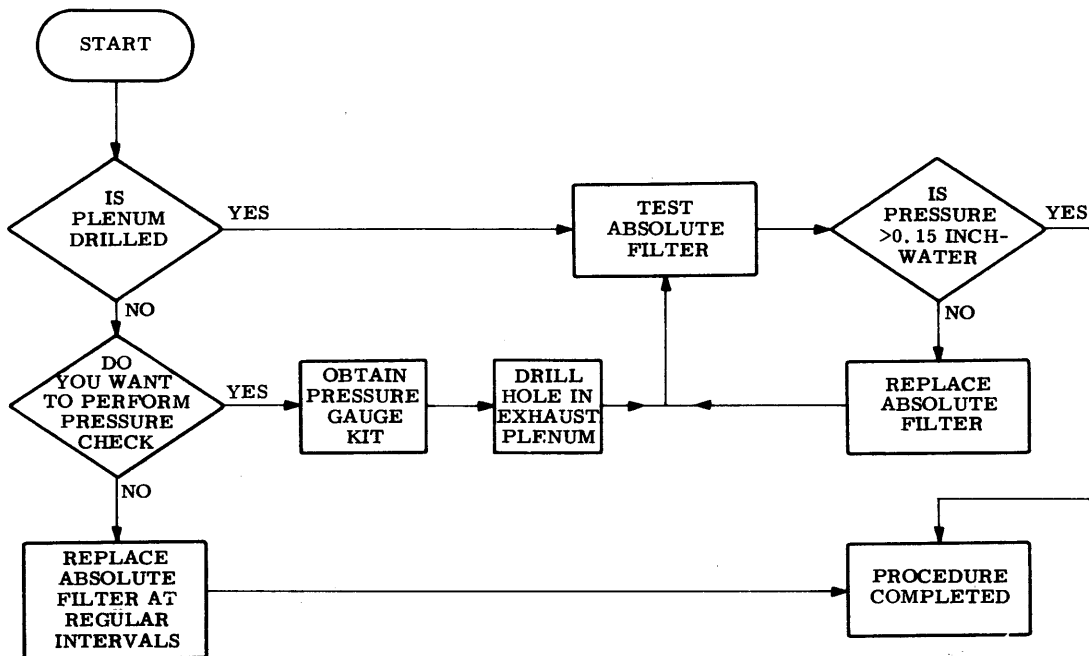 START
IS
PLENUM
DRILLED
YES
NO
TEST
ABSOLUTE
FILTER
IS
PRESSURE
>0.15 INCH-
WATER
YES
NO
DO
YOU WANT
TO PERFORM
PRESSURE
CHECK
YES
NO
OBTAIN
PRESSURE
GAUGE
KIT
DRILL
HOLE IN
EXHAUST
PLENUM
REPLACE
ABSOLUTE
FILTER
REPLACE
ABSOLUTE
FILTER AT
REGULAR
INTERVALS
PROCEDURE
COMPLETED